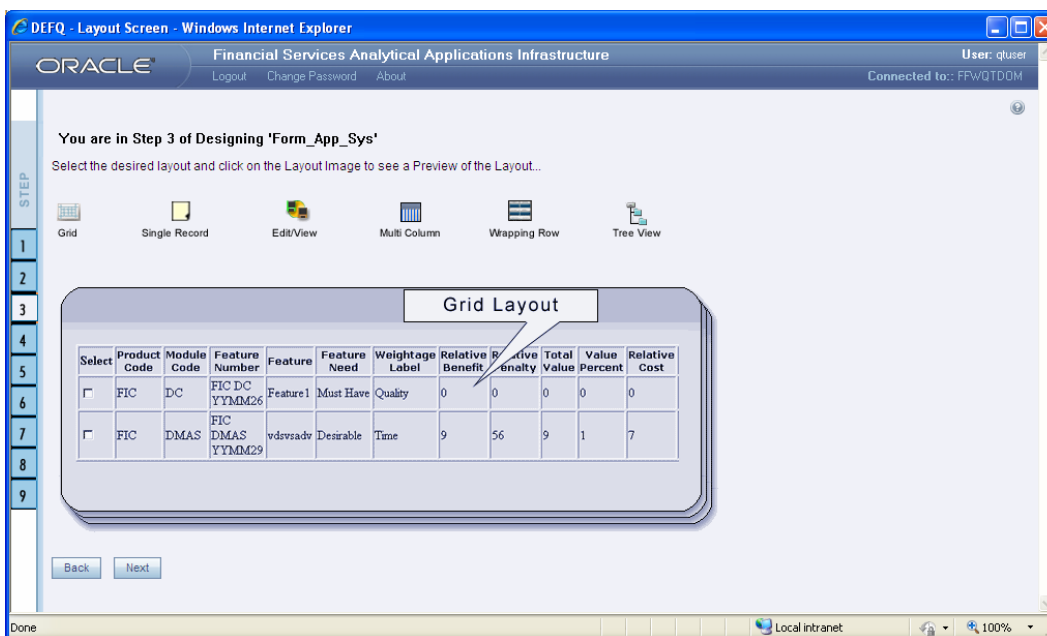 DEFQ - Layout Screen - Windows Internet Explorer
ORACLE
Financial Services Analytical Applications Infrastructure
User: qtuser
Logout Change Password About
Connected to:: FFWQTDOM
You are in Step 3 of Designing 'Form_App_Sys'
Select the desired layout and click on the Layout Image to see a Preview of the Layout...
STEP
Grid Single Record Edit/View Multi Column Wrapping Row Tree View
1
2
3
4
5
6
7
8
9
Grid Layout
Select Product Code Module Code Feature Number Feature Feature Need Weightage Label Relative Benefit Penalty Total Value Value Percent Relative Cost
FIC DC FIC DC YYMM26 Feature1 Must Have Quality 0 0 0 0 0
FIC DMAS FIC DMAS YYMM29 vdsvsadv Desirable Time 9 56 9 1 7
Back Next
Done
Local intranet
100%